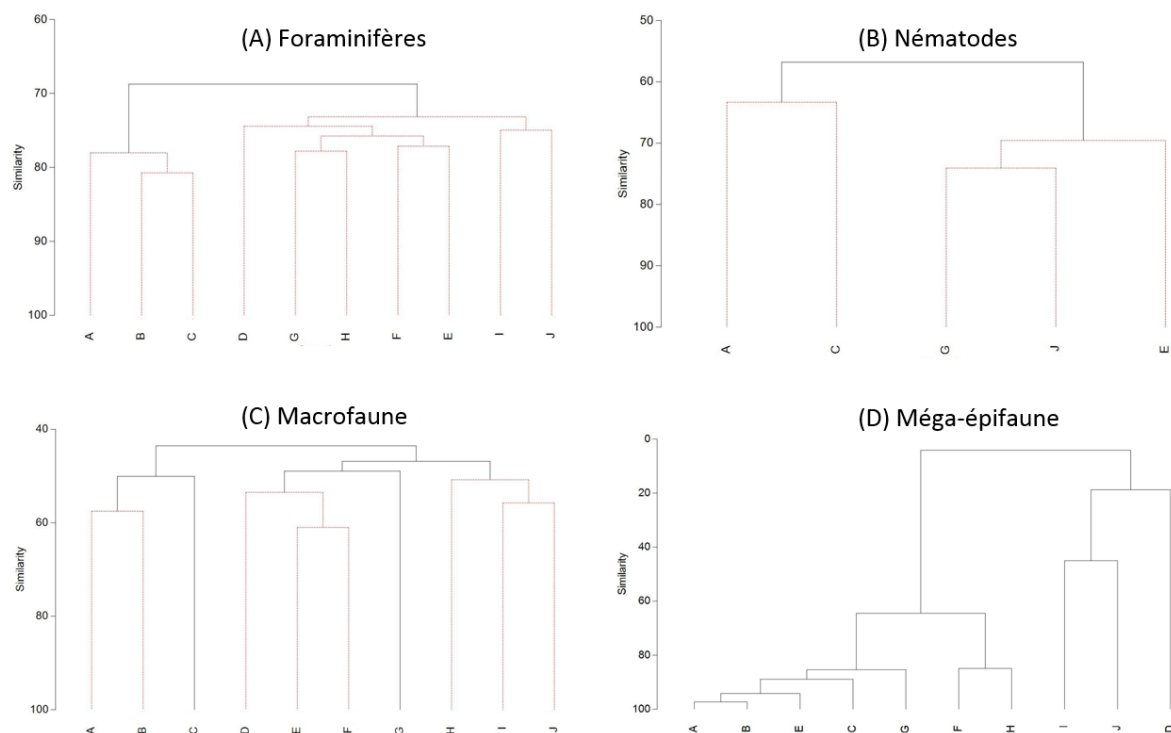 (A) Foraminifères
60
70
80
90
100
Similarity
A B C D G H F E I J
(B) Nématodes
50
60
70
80
90
100
Similarity
A C G J E
(C) Macrofaune
40
60
80
100
Similarity
A B C D E F G H I J
(D) Méga-épifaune
0
20
40
60
80
100
Similarity
A B E C G F H I J D